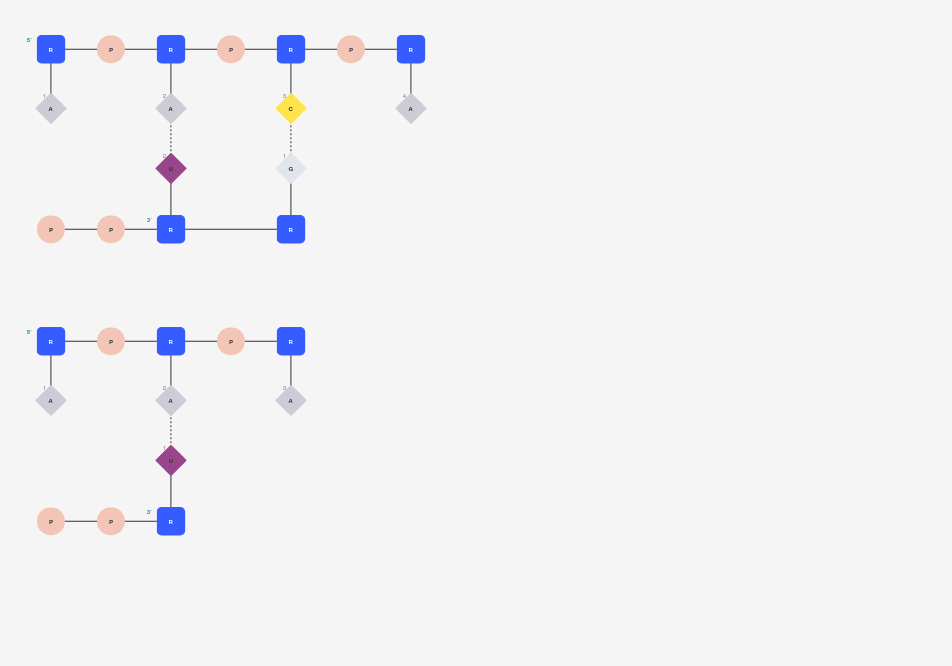 5'
R P R P R P R
1 2 3 4
A A C A
2 1
U G
3'
P P R R
5'
R P R P R
1 2 3
A A A
1
U
3'
P P R